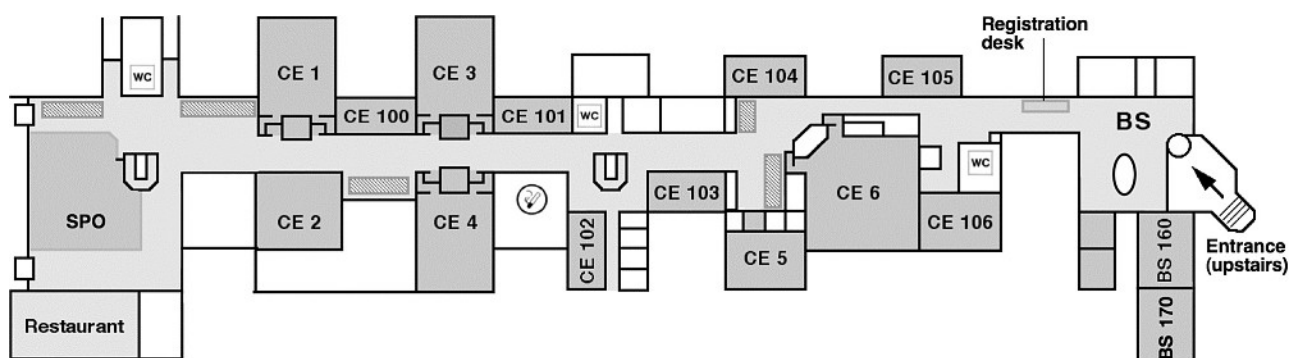 Registration
desk
WC
CE 1
CE 3
CE 104
CE 105
CE 100
CE 101
WC
BS
SPO
CE 2
CE 4
CE 103
CE 6
WC
CE 102
CE 5
CE 106
BS 160
Entrance
(upstairs)
Restaurant
BS 170